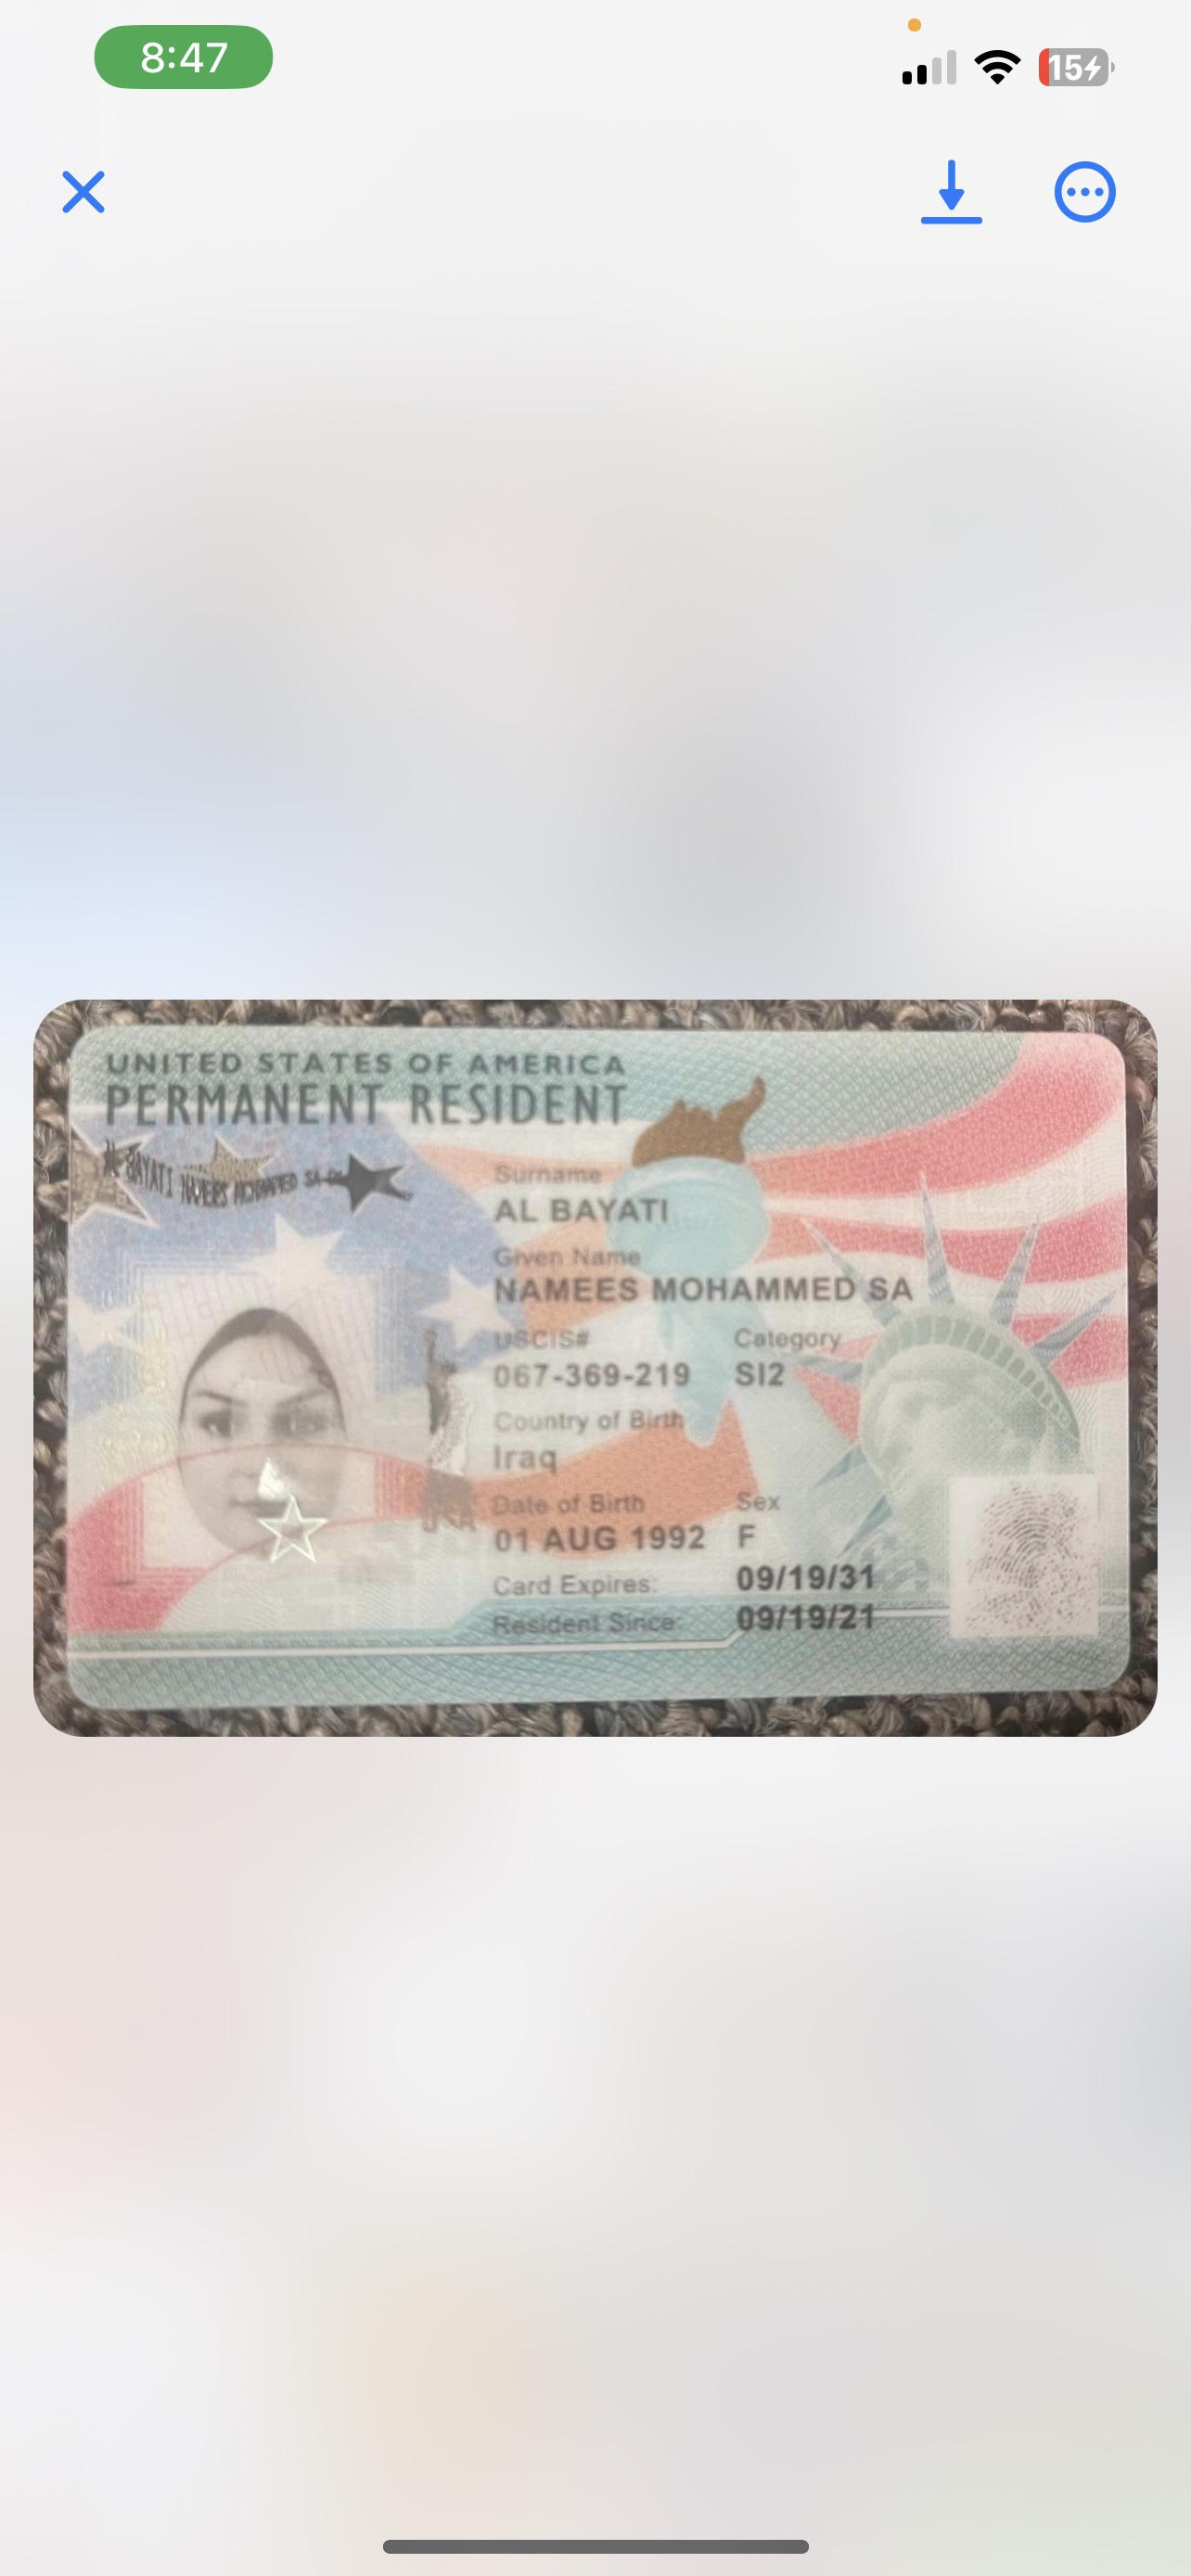 8:47
15
UNITED STATES OF AMERICA
PERMANENT RESIDENT
AL BAYATI NAMEES MOHAMMED SA
Surname
AL BAYATI
Given Name
NAMEES MOHAMMED SA
USCIS# Category
067-369-219 SI2
Country of Birth
Iraq
Date of Birth Sex
01 AUG 1992 F
Card Expires: 09/19/31
Resident Since: 09/19/21
USA